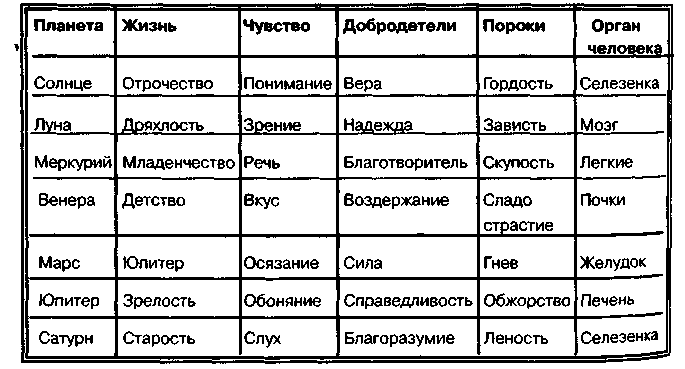 Планета Жизнь Чувство Добродетели Пороки Орган
человека
Солнце Отрочество Понимание Вера Гордость Селезенка
Луна Дряхлость Зрение Надежда Зависть Мозг
Меркурий Младенчество Речь Благотворитель Скупость Легкие
Венера Детство Вкус Воздержание Сладо Почки
страстие
Марс Юпитер Осязание Сила Гнев Желудок
Юпитер Зрелость Обоняние Справедливость Обжорство Печень
Сатурн Старость Слух Благоразумие Леность Селезенка